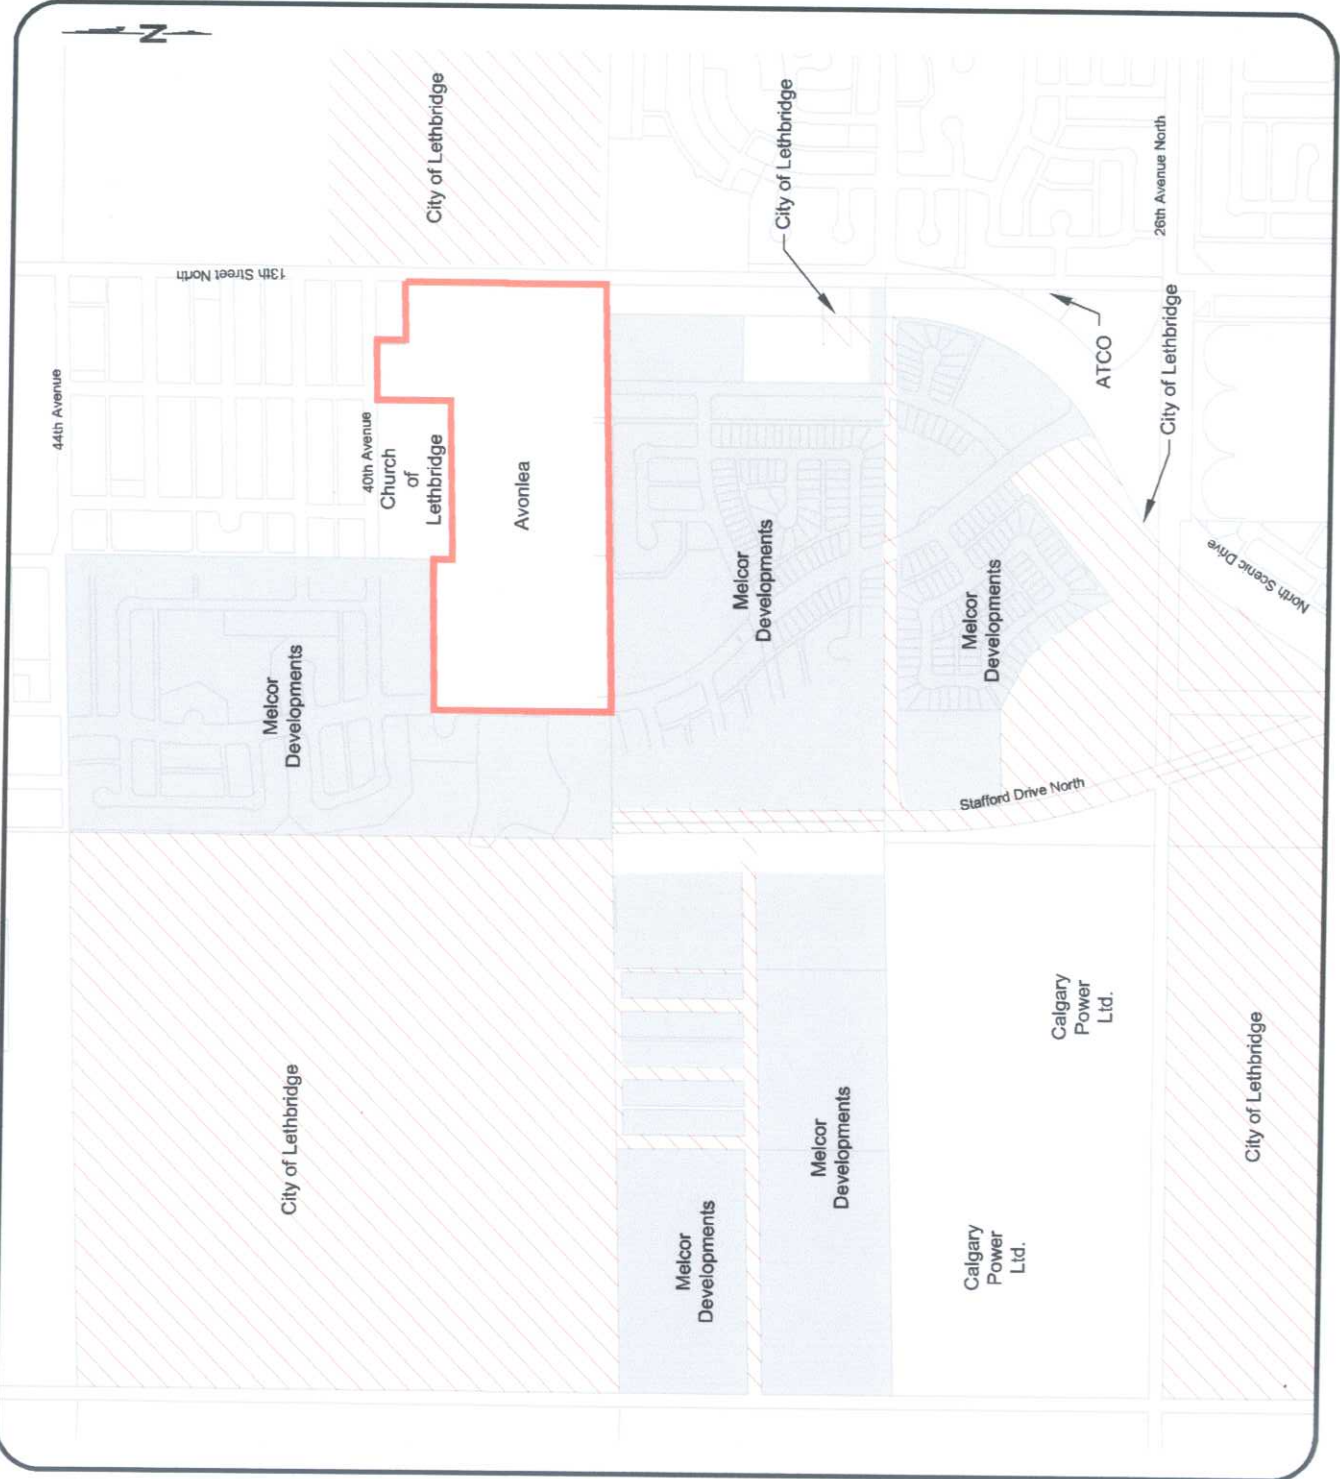 N
44th Avenue
13th Street North
City of Lethbridge
40th Avenue
Church
of
Lethbridge
Avonlea
Melcor
Developments
City of Lethbridge
City of Lethbridge
26th Avenue North
ATCO
City of Lethbridge
North Scenic Drive
Melcor
Developments
Melcor
Developments
Stafford Drive North
Melcor
Developments
Melcor
Developments
Calgary
Power
Ltd.
Calgary
Power
Ltd.
City of Lethbridge